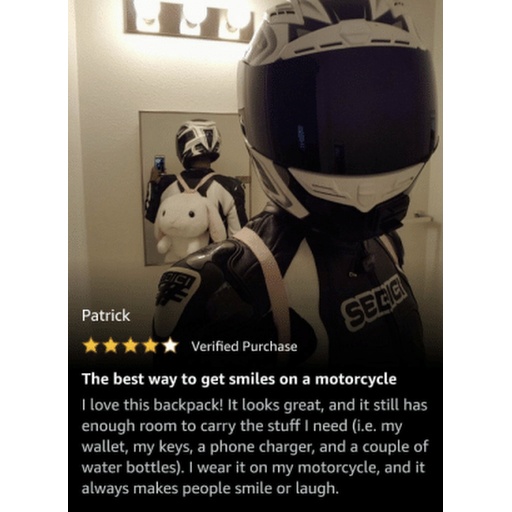 SEDICI
Patrick
Verified Purchase
The best way to get smiles on a motorcycle
I love this backpack! It looks great, and it still has
enough room to carry the stuff I need (i.e. my
wallet, my keys, a phone charger, and a couple of
water bottles). I wear it on my motorcycle, and it
always makes people smile or laugh.